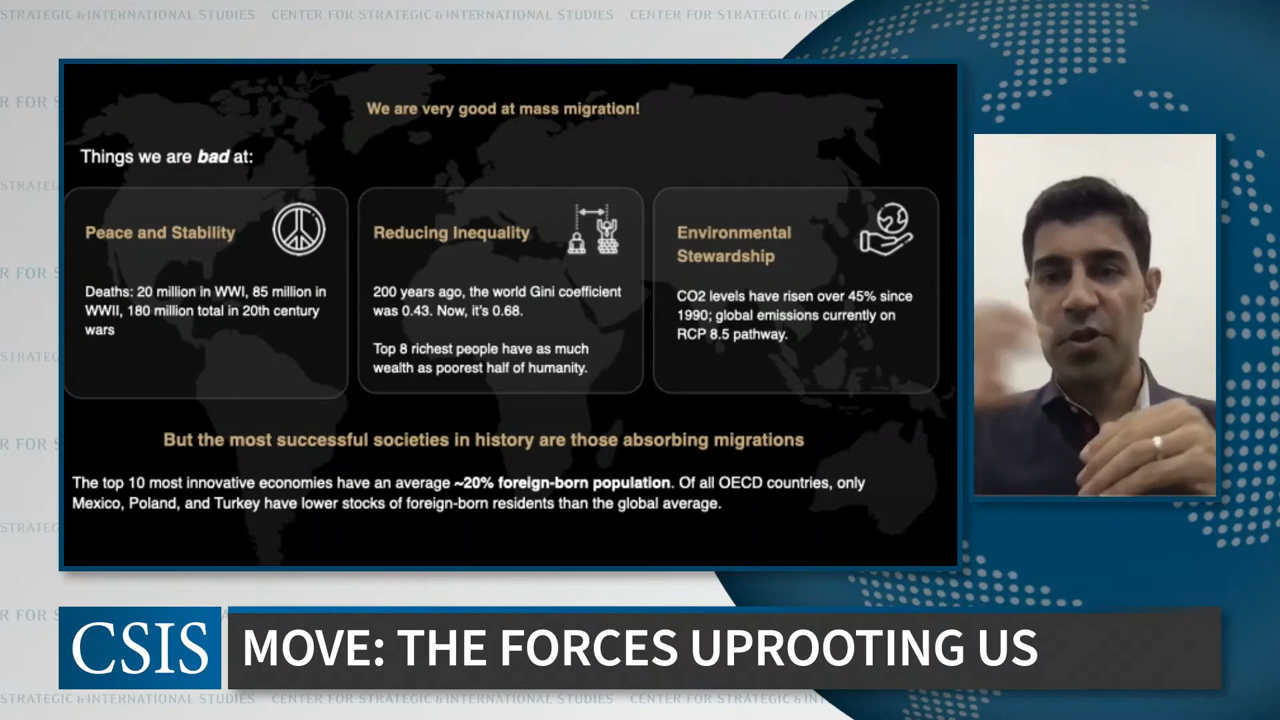 CENTER FOR STRATEGIC & INTERNATIONAL STUDIES
We are very good at mass migration!
Things we are bad at:
Peace and Stability
Deaths: 20 million in WWI, 85 million in
WWII, 180 million total in 20th century
wars
Reducing Inequality
200 years ago, the world Gini coefficient
was 0.43. Now, it's 0.68.
Top 8 richest people have as much
wealth as poorest half of humanity.
Environmental
Stewardship
CO2 levels have risen over 45% since
1990; global emissions currently on
RCP 8.5 pathway.
But the most successful societies in history are those absorbing migrations
The top 10 most innovative economies have an average ~20% foreign-born population. Of all OECD countries, only
Mexico, Poland, and Turkey have lower stocks of foreign-born residents than the global average.
CSIS
MOVE: THE FORCES UPROOTING US
STRATEGIC & INTERNATIONAL STUDIES CENTER FOR STRATEGIC & INTERNATIONAL STUDIES